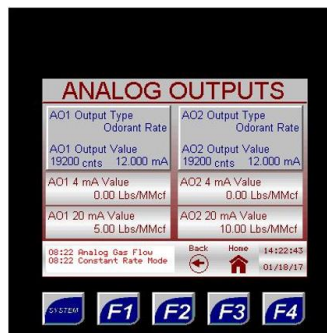 ANALOG OUTPUTS
AO1 Output Type
Odorant Rate
AO1 Output Value
19200 cnts 12.000 mA
AO2 Output Type
Odorant Rate
AO2 Output Value
19200 cnts 12.000 mA
AO1 4 mA Value
0.00 Lbs/MMcf
AO2 4 mA Value
0.00 Lbs/MMcf
AO1 20 mA Value
5.00 Lbs/MMcf
AO2 20 mA Value
10.00 Lbs/MMcf
08:22 Analog Gas Flow
08:22 Constant Rate Mode
Back
Home
14:22:43
01/18/17
SYSTEM
F1
F2
F3
F4